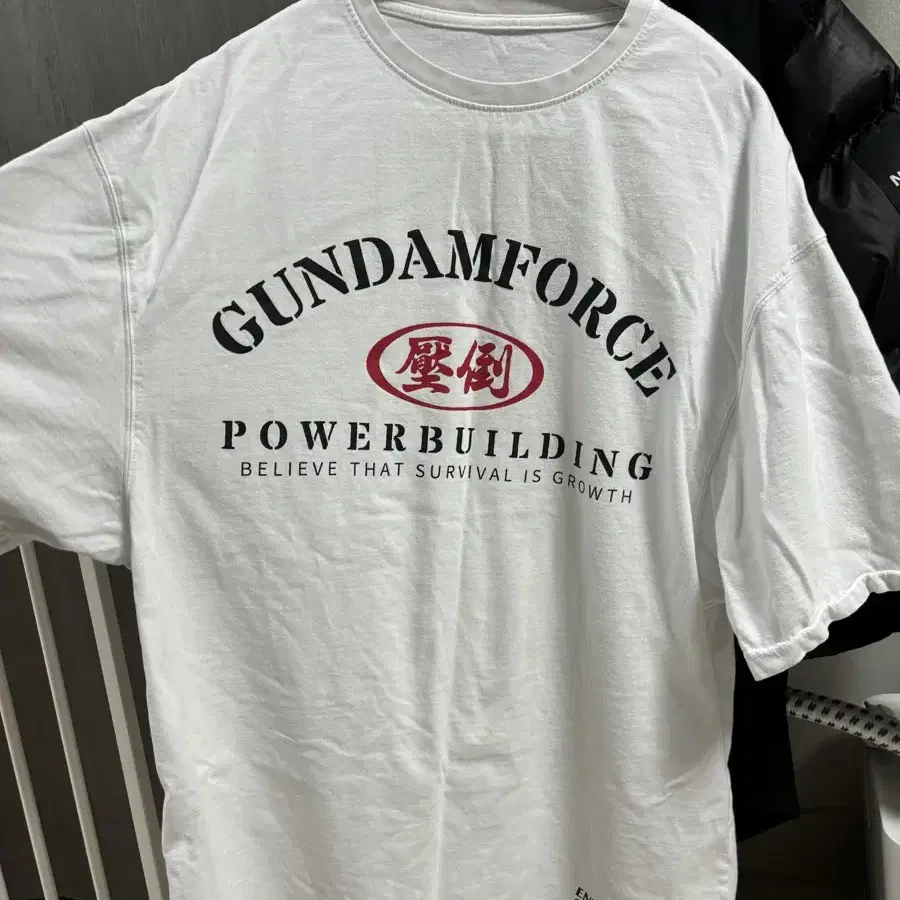 GUNDAMFORCE
壓倒
POWERBUILDING
BELIEVE THAT SURVIVAL IS GROWTH